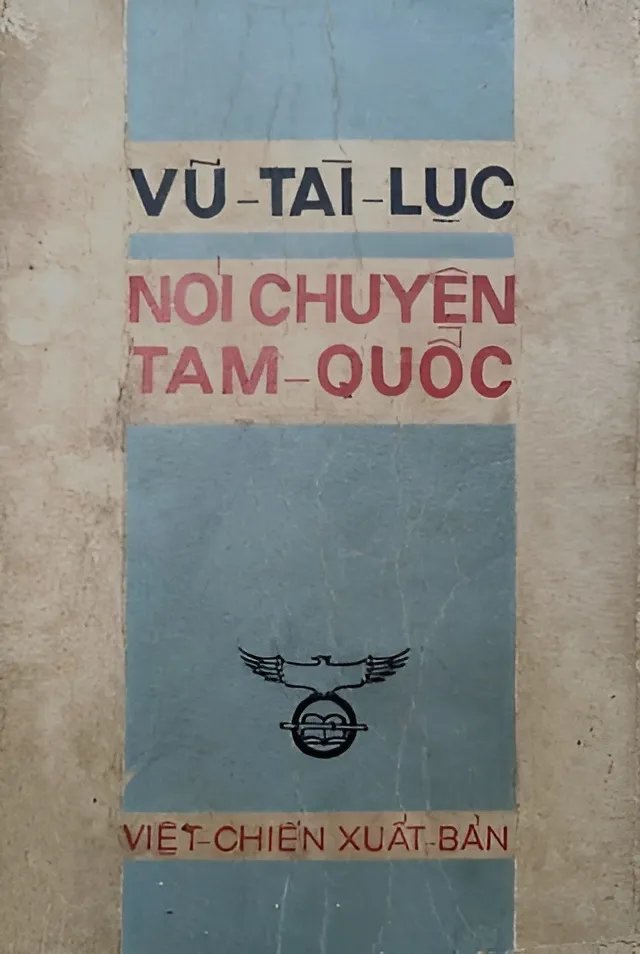 VŨ-TÀI-LỤC
NÓI CHUYỆN
TAM-QUỐC
VIỆT-CHIẾN XUẤT-BẢN